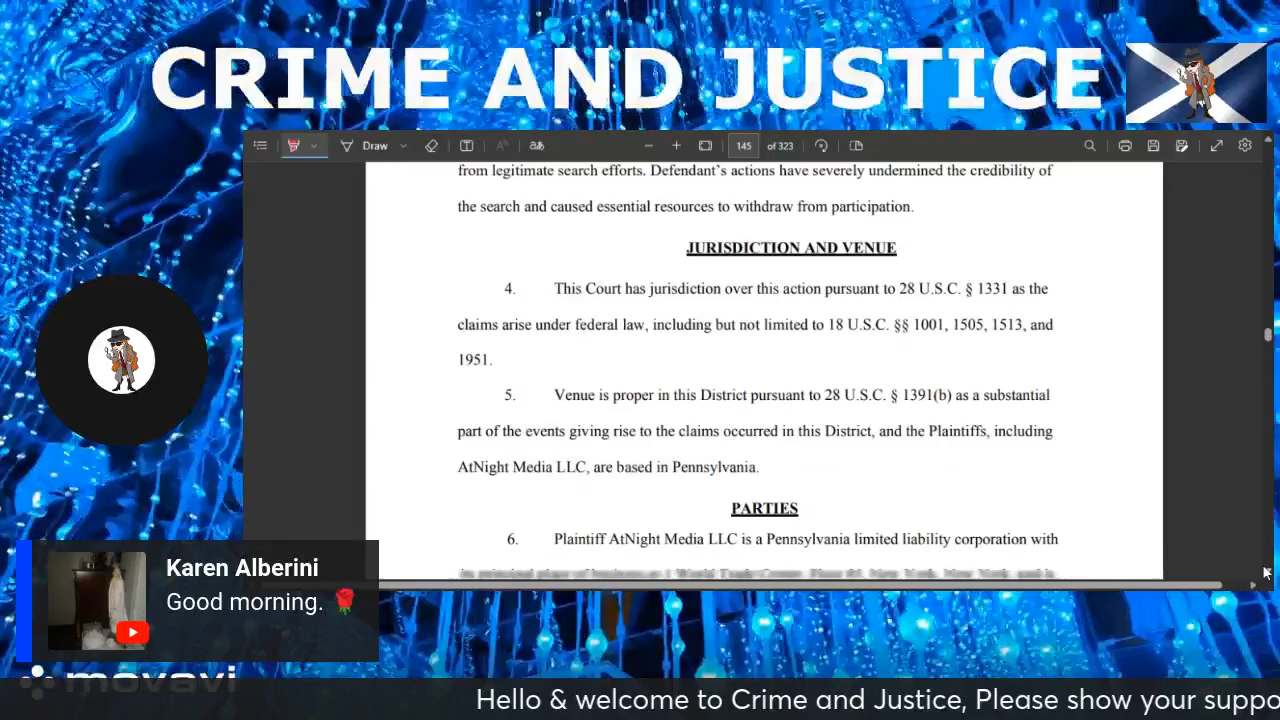 CRIME AND JUSTICE
Draw
145 of 323
from legitimate search efforts. Defendant's actions have severely undermined the credibility of
the search and caused essential resources to withdraw from participation.
JURISDICTION AND VENUE
4. This Court has jurisdiction over this action pursuant to 28 U.S.C. § 1331 as the
claims arise under federal law, including but not limited to 18 U.S.C. §§ 1001, 1505, 1513, and
1951.
5. Venue is proper in this District pursuant to 28 U.S.C. § 1391(b) as a substantial
part of the events giving rise to the claims occurred in this District, and the Plaintiffs, including
AtNight Media LLC, are based in Pennsylvania.
PARTIES
6. Plaintiff AtNight Media LLC is a Pennsylvania limited liability corporation with
Karen Alberini
Good morning. 🌹
movavi
Hello & welcome to Crime and Justice, Please show your suppo